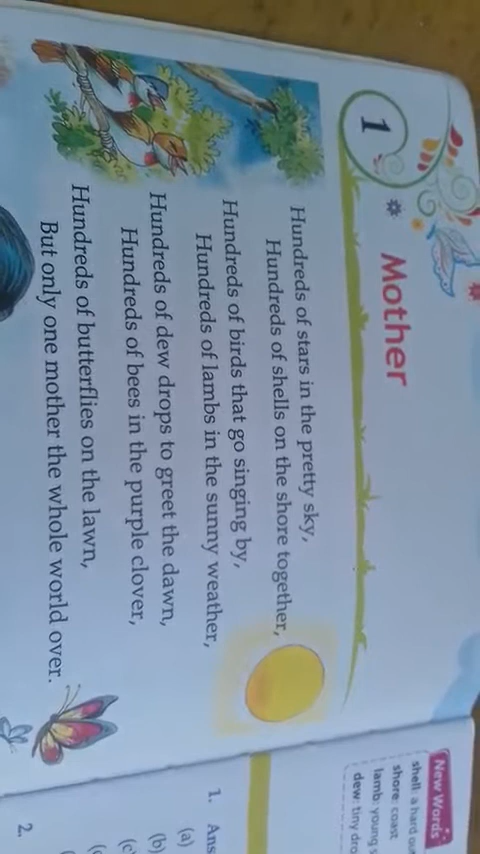 1
Mother
Hundreds of stars in the pretty sky,
Hundreds of shells on the shore together,
Hundreds of birds that go singing by,
Hundreds of lambs in the sunny weather,
Hundreds of dew drops to greet the dawn,
Hundreds of bees in the purple clover,
Hundreds of butterflies on the lawn,
But only one mother the whole world over.
New Words
shell: a hard
shore: coast
lamb: young
dew: tiny
1.
(a)
(b)
2.